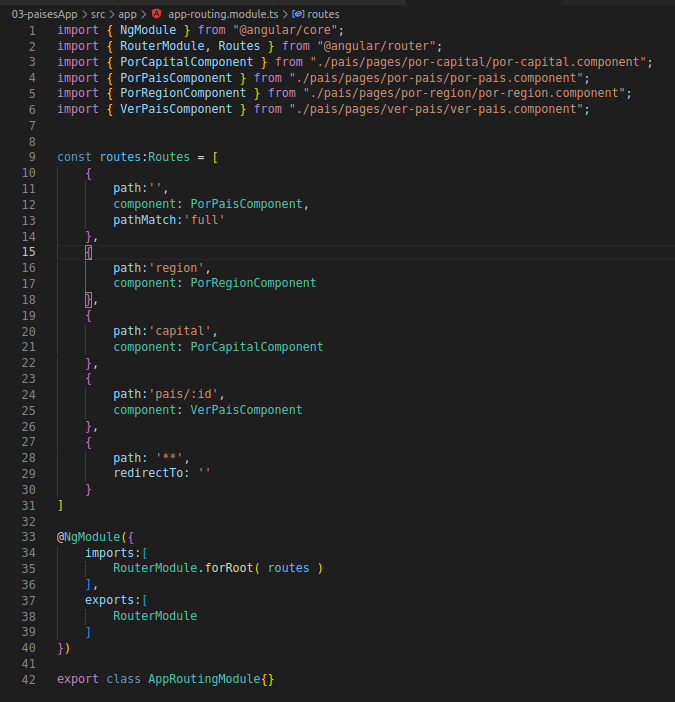 03-paisesApp > src > app > app-routing.module.ts > routes
1 import { NgModule } from "@angular/core";
2 import { RouterModule, Routes } from "@angular/router";
3 import { PorCapitalComponent } from "./pais/pages/por-capital/por-capital.component";
4 import { PorPaisComponent } from "./pais/pages/por-pais/por-pais.component";
5 import { PorRegionComponent } from "./pais/pages/por-region/por-region.component";
6 import { VerPaisComponent } from "./pais/pages/ver-pais/ver-pais.component";
7
8
9 const routes:Routes = [
10     {
11         path:'',
12         component: PorPaisComponent,
13         pathMatch:'full'
14     },
15     {
16         path:'region',
17         component: PorRegionComponent
18     },
19     {
20         path:'capital',
21         component: PorCapitalComponent
22     },
23     {
24         path:'pais/:id',
25         component: VerPaisComponent
26     },
27     {
28         path: '**',
29         redirectTo: ''
30     }
31 ]
32
33 @NgModule({
34     imports:[
35         RouterModule.forRoot( routes )
36     ],
37     exports:[
38         RouterModule
39     ]
40 })
41
42 export class AppRoutingModule{}